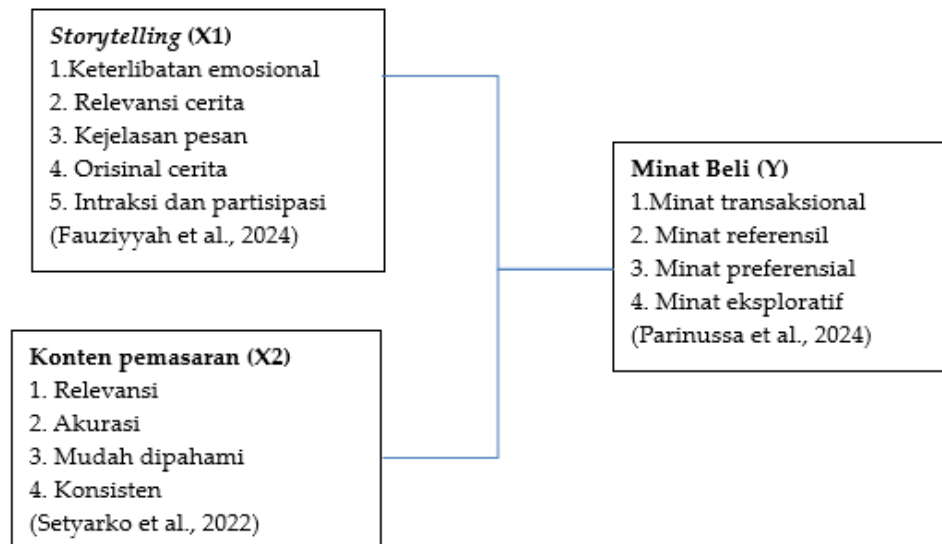 Storytelling (X1)
1.Keterlibatan emosional
2. Relevansi cerita
3. Kejelasan pesan
4. Orisinal cerita
5. Intraksi dan partisipasi
(Fauziyyah et al., 2024)
Minat Beli (Y)
1.Minat transaksional
2. Minat referensil
3. Minat preferensial
4. Minat eksploratif
(Parinussa et al., 2024)
Konten pemasaran (X2)
1. Relevansi
2. Akurasi
3. Mudah dipahami
4. Konsisten
(Setyarko et al., 2022)